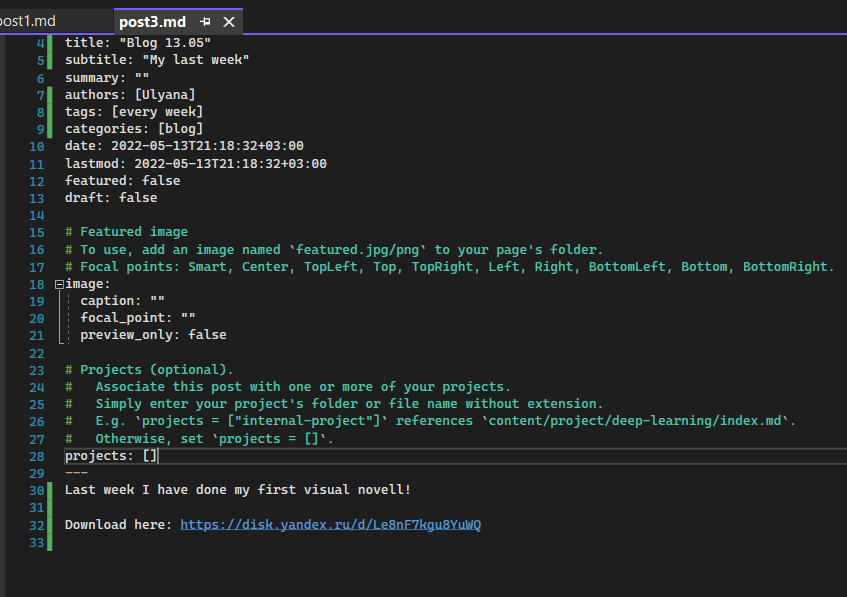 post1.md post3.md
4 title: "Blog 13.05"
5 subtitle: "My last week"
6 summary: ""
7 authors: [Ulyana]
8 tags: [every week]
9 categories: [blog]
10 date: 2022-05-13T21:18:32+03:00
11 lastmod: 2022-05-13T21:18:32+03:00
12 featured: false
13 draft: false
14
15 # Featured image
16 # To use, add an image named `featured.jpg/png` to your page's folder.
17 # Focal points: Smart, Center, TopLeft, Top, TopRight, Left, Right, BottomLeft, Bottom, BottomRight.
18 image:
19   caption: ""
20   focal_point: ""
21   preview_only: false
22
23 # Projects (optional).
24 #   Associate this post with one or more of your projects.
25 #   Simply enter your project's folder or file name without extension.
26 #   E.g. `projects = ["internal-project"]` references `content/project/deep-learning/index.md`.
27 #   Otherwise, set `projects = []`.
28 projects: []
29 ---
30 Last week I have done my first visual novell!
31
32 Download here: https://disk.yandex.ru/d/Le8nF7kgu8YuWQ
33